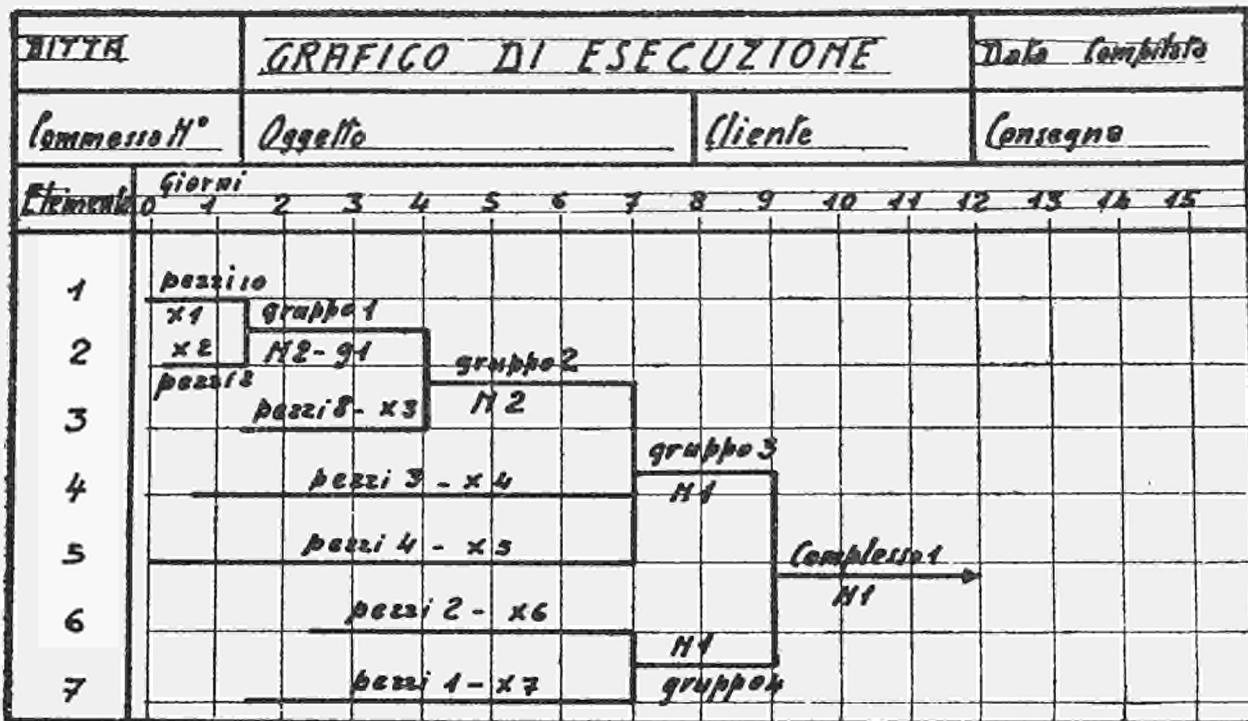 DITTA
GRAFICO DI ESECUZIONE
Data Compilata
Commessa N°
Oggetto
Cliente
Consegna
Elemento
Giorni
0 1 2 3 4 5 6 7 8 9 10 11 12 13 14 15
1
pezzi 10
x1
gruppo 1
2
x2
M2-g1
pezzi 2
gruppo 2
M2
3
pezzi 8 - x3
gruppo 3
4
pezzi 3 - x4
M1
5
pezzi 4 - x5
Complesso 1
M1
6
pezzi 2 - x6
M1
7
pezzi 1 - x7
gruppo 4